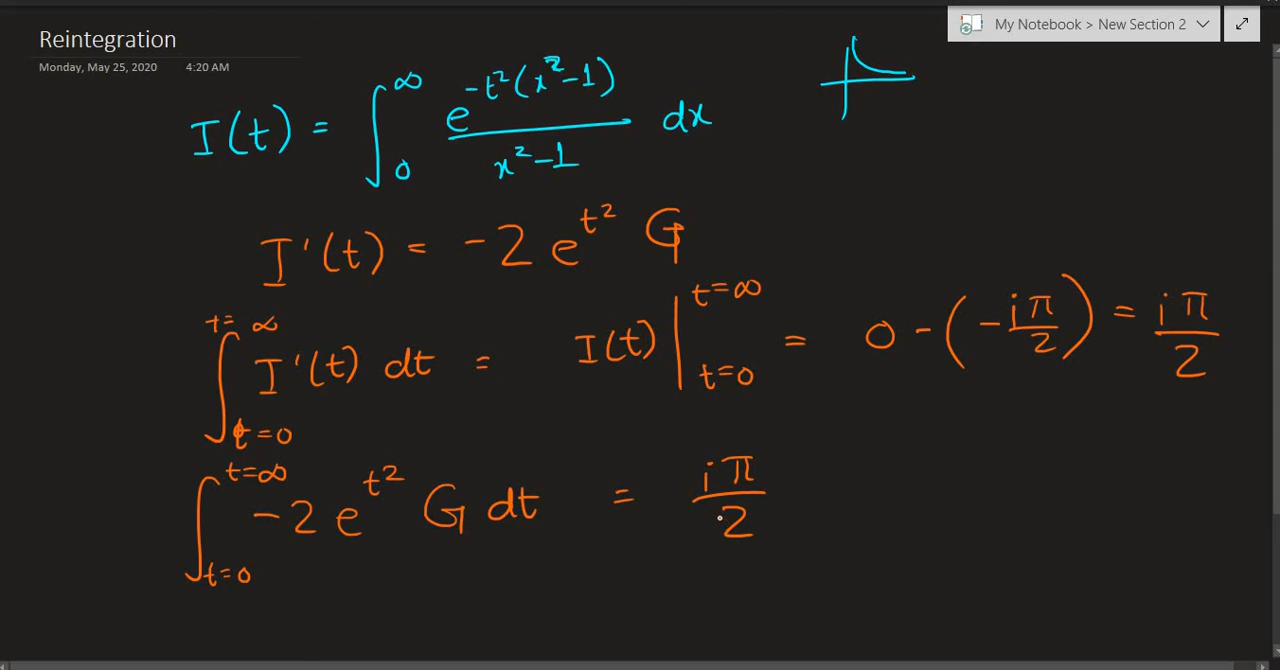 My Notebook > New Section 2
Reintegration
Monday, May 25, 2020 4:20 AM
I(t) = ∫₀^∞ e^(-t²(x²-1)) / (x²-1) dx
I'(t) = -2 e^(t²) G
∫_(t=0)^(t=∞) I'(t) dt = I(t) |_(t=0)^(t=∞) = 0 - (-iπ/2) = iπ/2
∫_(t=0)^(t=∞) -2 e^(t²) G dt = iπ/2